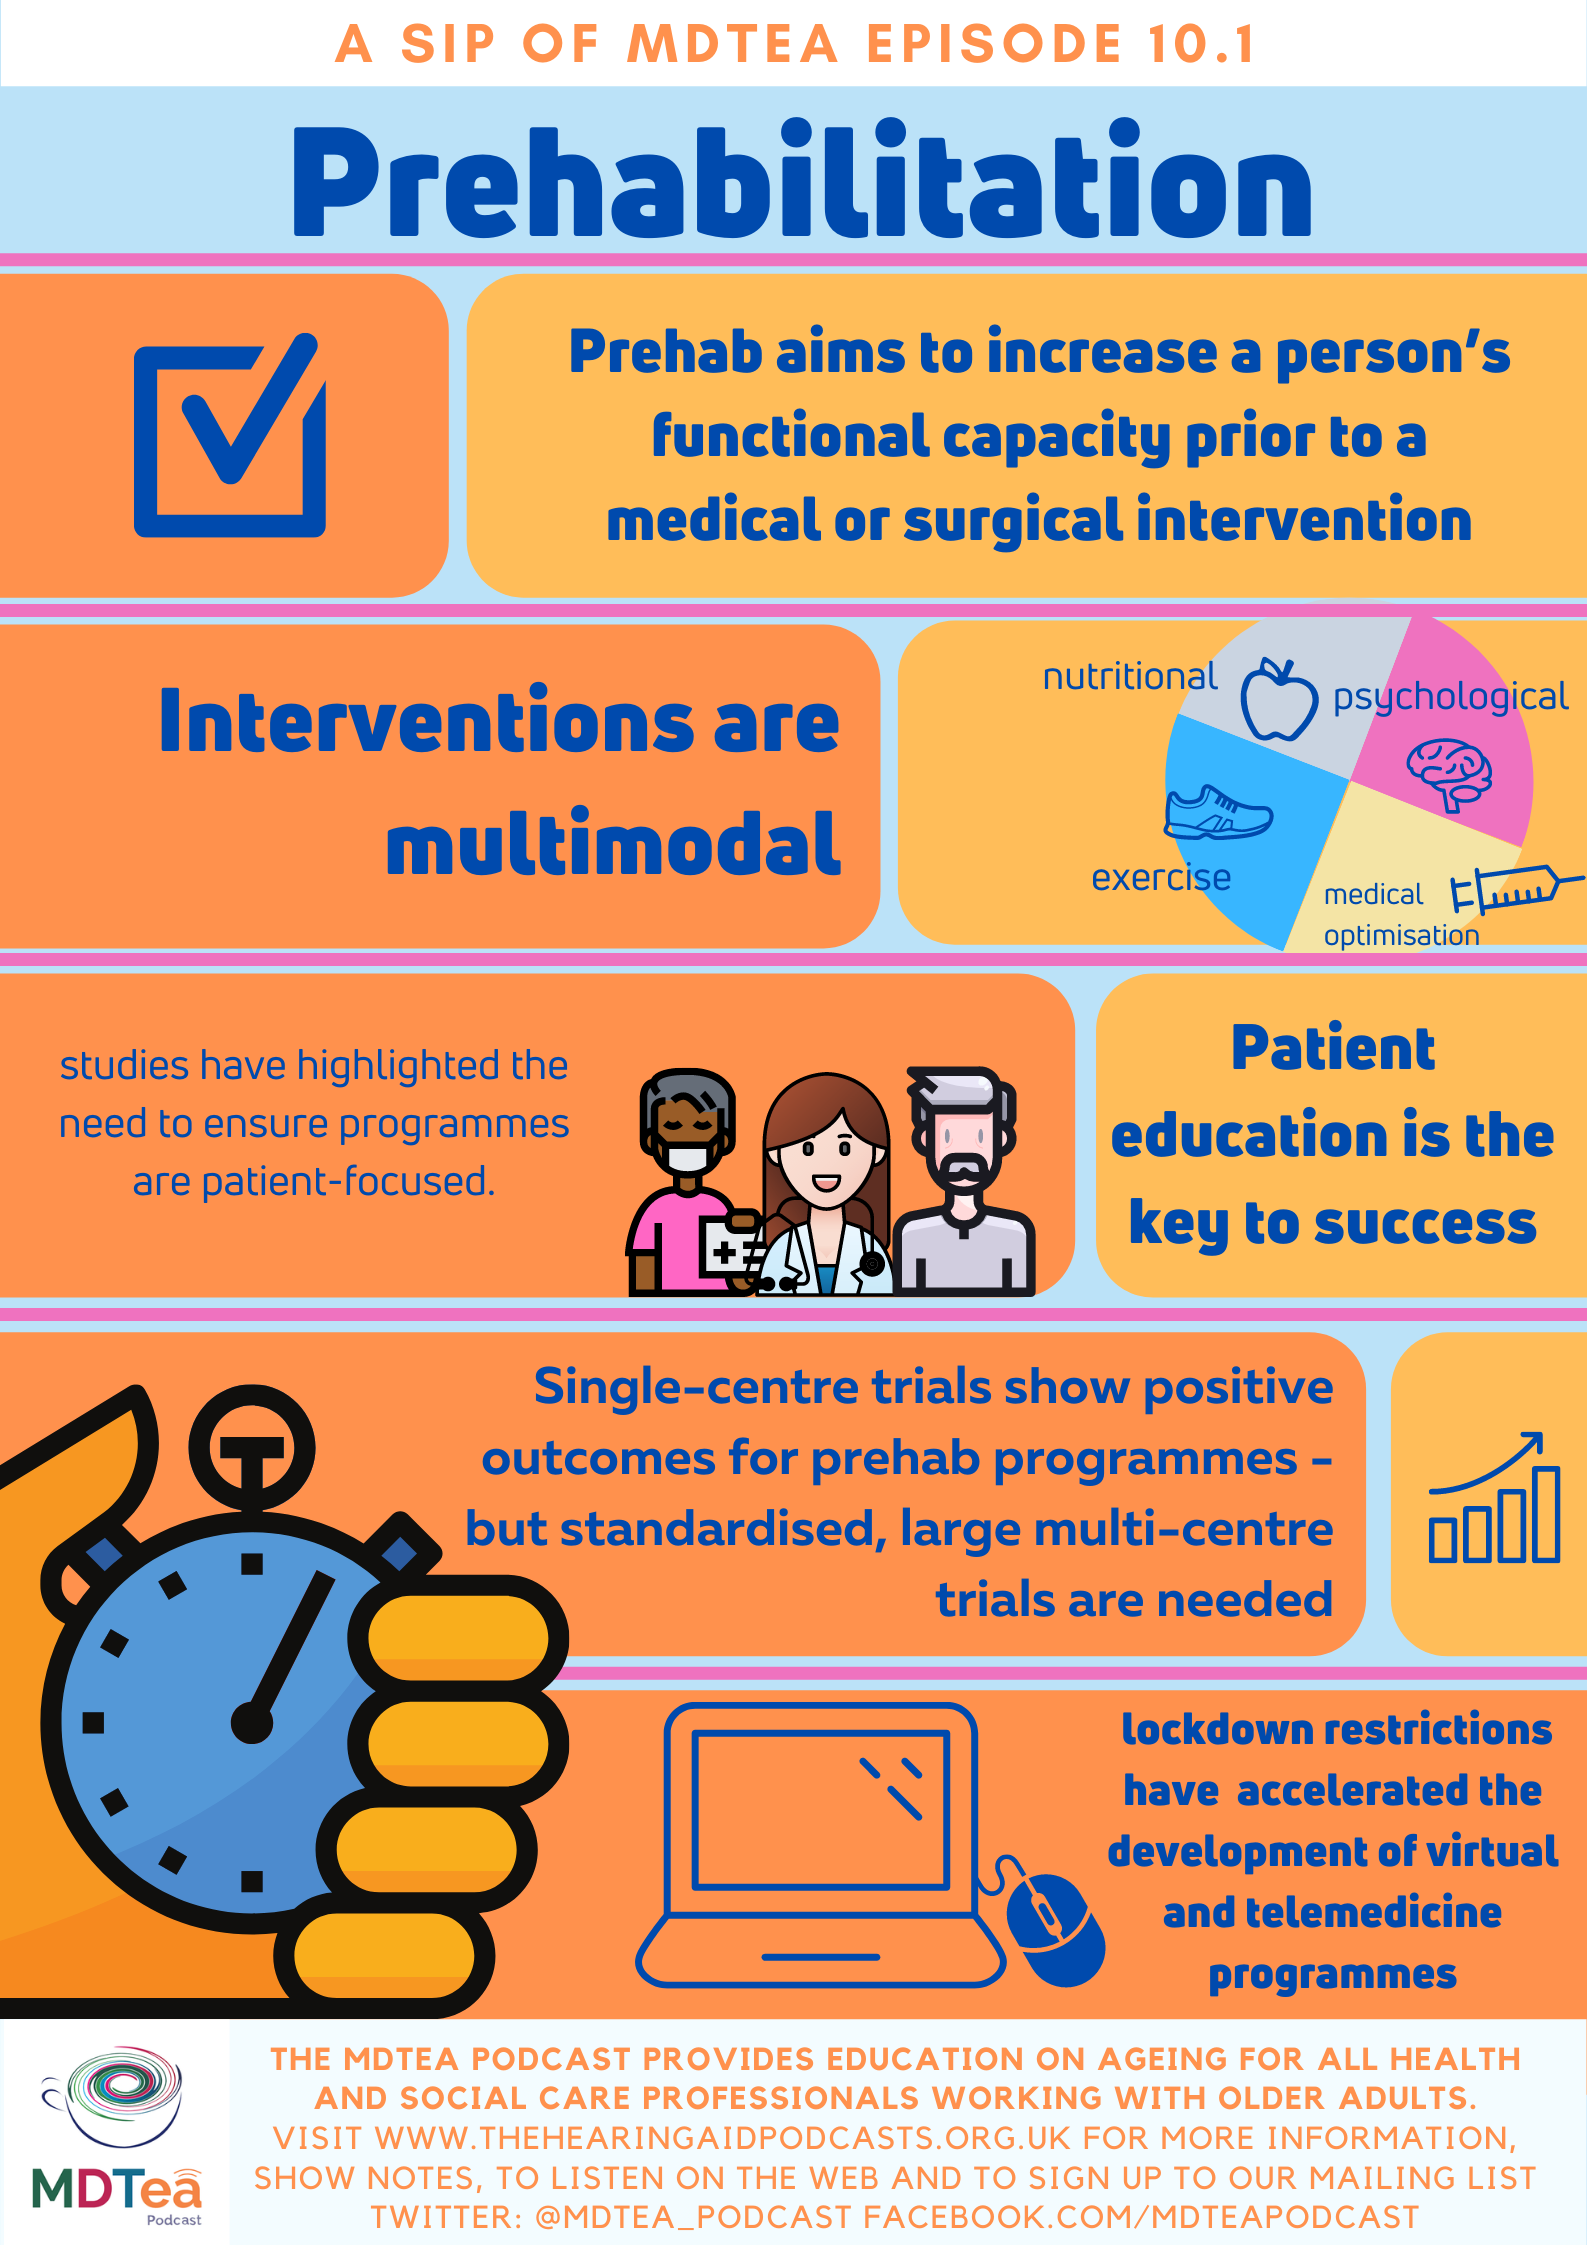 A SIP OF MDTEA EPISODE 10.1
Prehabilitation
Prehab aims to increase a person's
functional capacity prior to a
medical or surgical intervention
Interventions are
multimodal
nutritional
psychological
exercise
medical
optimisation
studies have highlighted the
need to ensure programmes
are patient-focused.
Patient
education is the
key to success
Single-centre trials show positive
outcomes for prehab programmes -
but standardised, large multi-centre
trials are needed
lockdown restrictions
have accelerated the
development of virtual
and telemedicine
programmes
MDTea
Podcast
THE MDTEA PODCAST PROVIDES EDUCATION ON AGEING FOR ALL HEALTH
AND SOCIAL CARE PROFESSIONALS WORKING WITH OLDER ADULTS.
VISIT WWW.THEHEARINGAIDPODCASTS.ORG.UK FOR MORE INFORMATION,
SHOW NOTES, TO LISTEN ON THE WEB AND TO SIGN UP TO OUR MAILING LIST
TWITTER: @MDTEA_PODCAST FACEBOOK.COM/MDTEAPODCAST